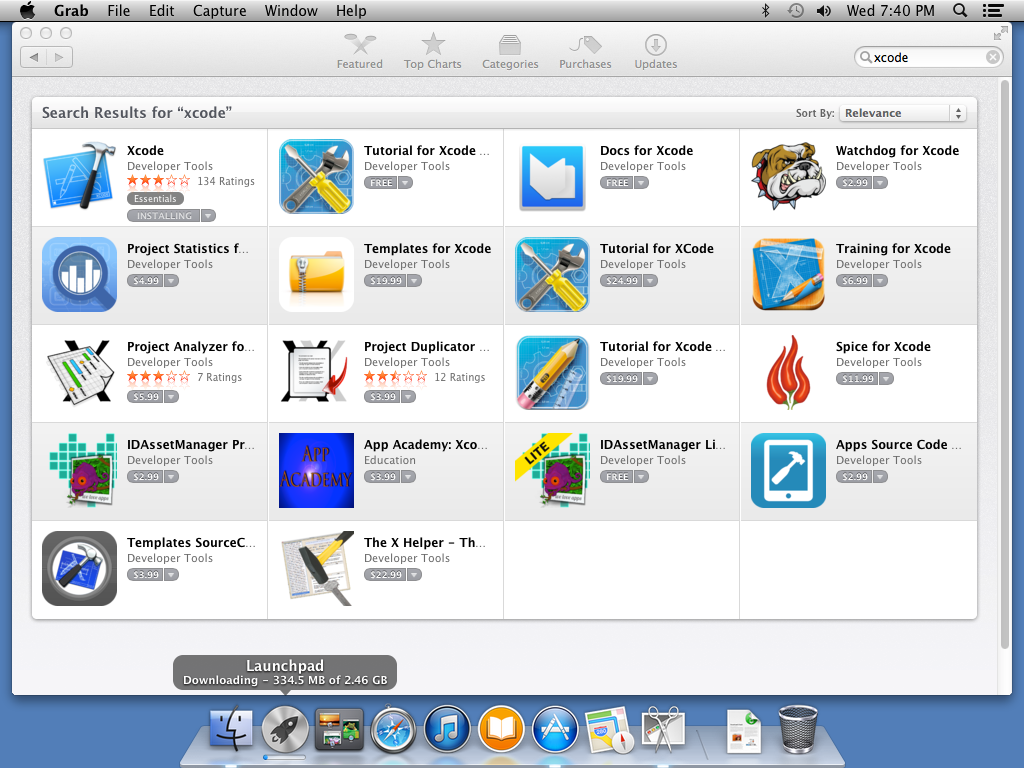 Grab File Edit Capture Window Help Wed 7:40 PM
Featured Top Charts Categories Purchases Updates
xcode
Search Results for “xcode”
Sort By: Relevance
Xcode
Developer Tools
134 Ratings
Essentials
INSTALLING
Tutorial for Xcode ...
Developer Tools
FREE
Docs for Xcode
Developer Tools
FREE
Watchdog for Xcode
Developer Tools
$2.99
Project Statistics f...
Developer Tools
$4.99
Templates for Xcode
Developer Tools
$19.99
Tutorial for XCode
Developer Tools
$24.99
Training for Xcode
Developer Tools
$6.99
Project Analyzer fo...
Developer Tools
7 Ratings
$5.99
Project Duplicator ...
Developer Tools
12 Ratings
$3.99
Tutorial for Xcode ...
Developer Tools
$19.99
Spice for Xcode
Developer Tools
$11.99
IDAssetManager Pr...
Developer Tools
$2.99
APP
ACADEMY
App Academy: Xco...
Education
$3.99
LITE
IDAssetManager Li...
Developer Tools
FREE
Apps Source Code ...
Developer Tools
$2.99
Templates SourceC...
Developer Tools
$3.99
The X Helper – Th...
Developer Tools
$22.99
Launchpad
Downloading – 334.5 MB of 2.46 GB